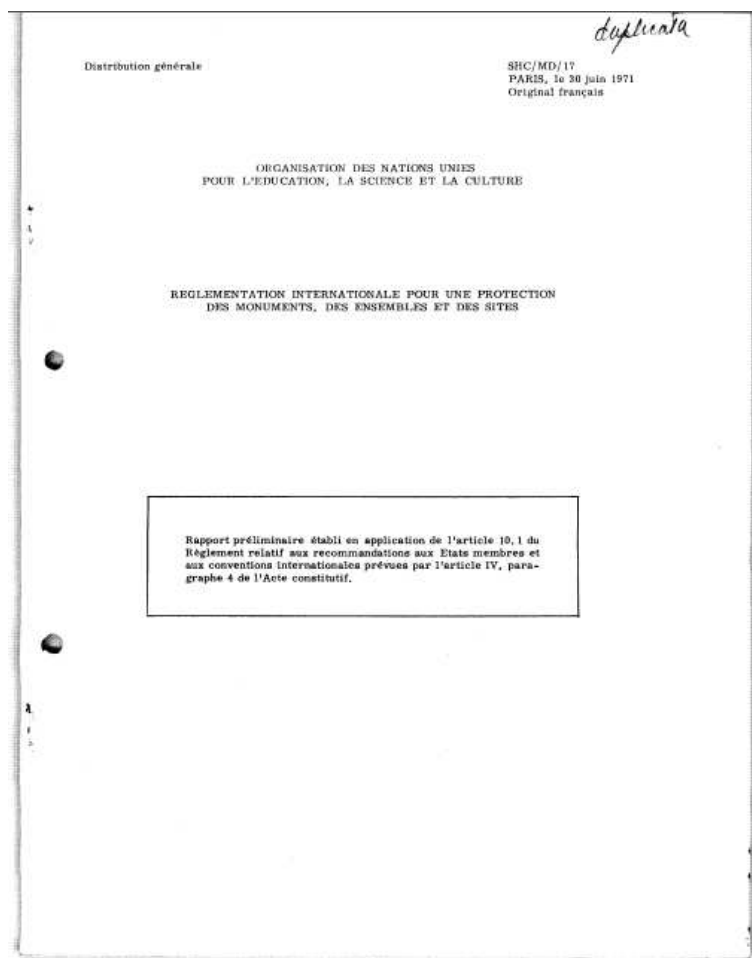 duplicata
Distribution générale
SHC/MD/17
PARIS, le 30 juin 1971
Original français
ORGANISATION DES NATIONS UNIES
POUR L'EDUCATION, LA SCIENCE ET LA CULTURE
REGLEMENTATION INTERNATIONALE POUR UNE PROTECTION
DES MONUMENTS, DES ENSEMBLES ET DES SITES
Rapport préliminaire établi en application de l'article 10,1 du
Règlement relatif aux recommandations aux Etats membres et
aux conventions internationales prévues par l'article IV, para-
graphe 4 de l'Acte constitutif.